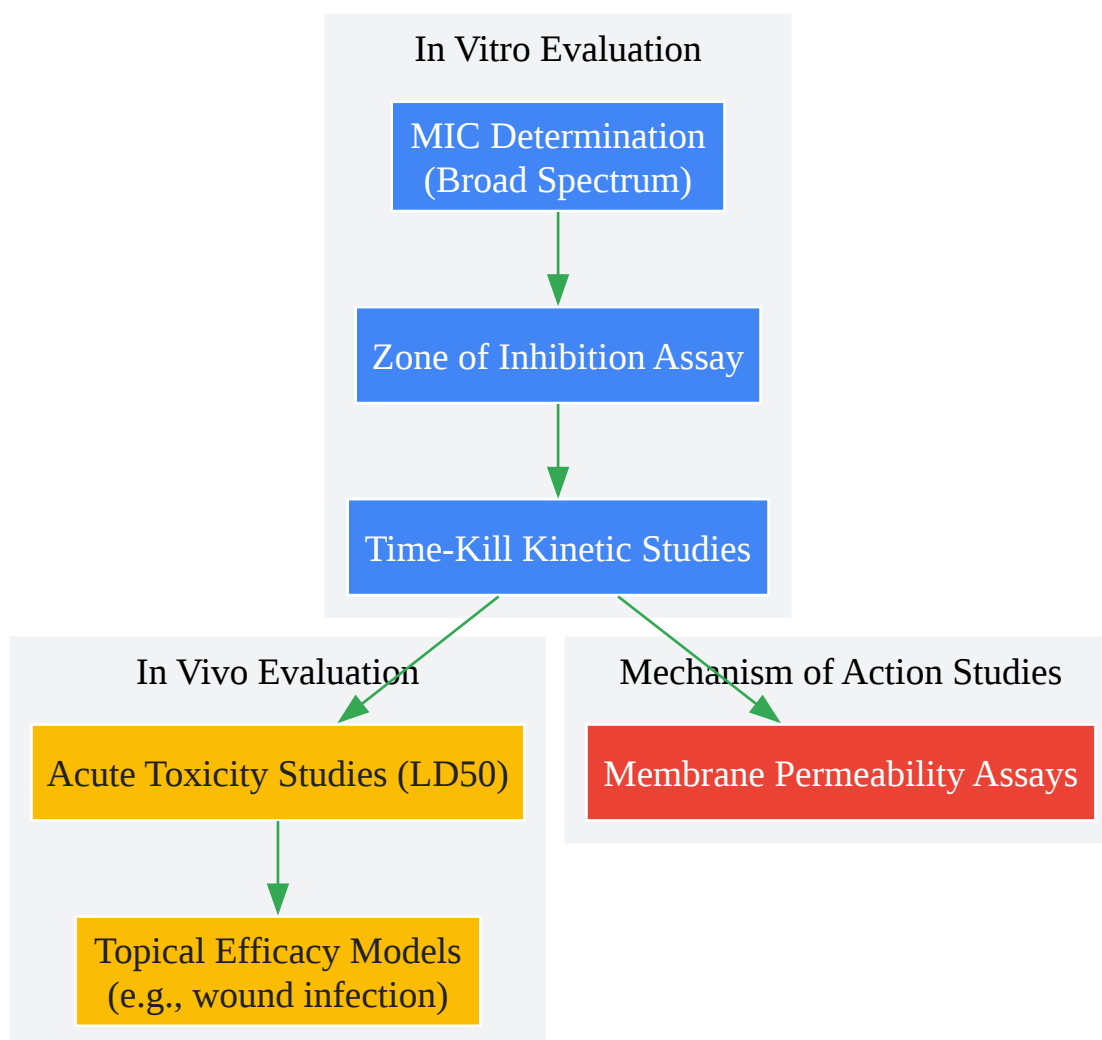 In Vitro Evaluation
MIC Determination
(Broad Spectrum)
Zone of Inhibition Assay
Time-Kill Kinetic Studies
In Vivo Evaluation
Acute Toxicity Studies (LD50)
Topical Efficacy Models
(e.g., wound infection)
Mechanism of Action Studies
Membrane Permeability Assays